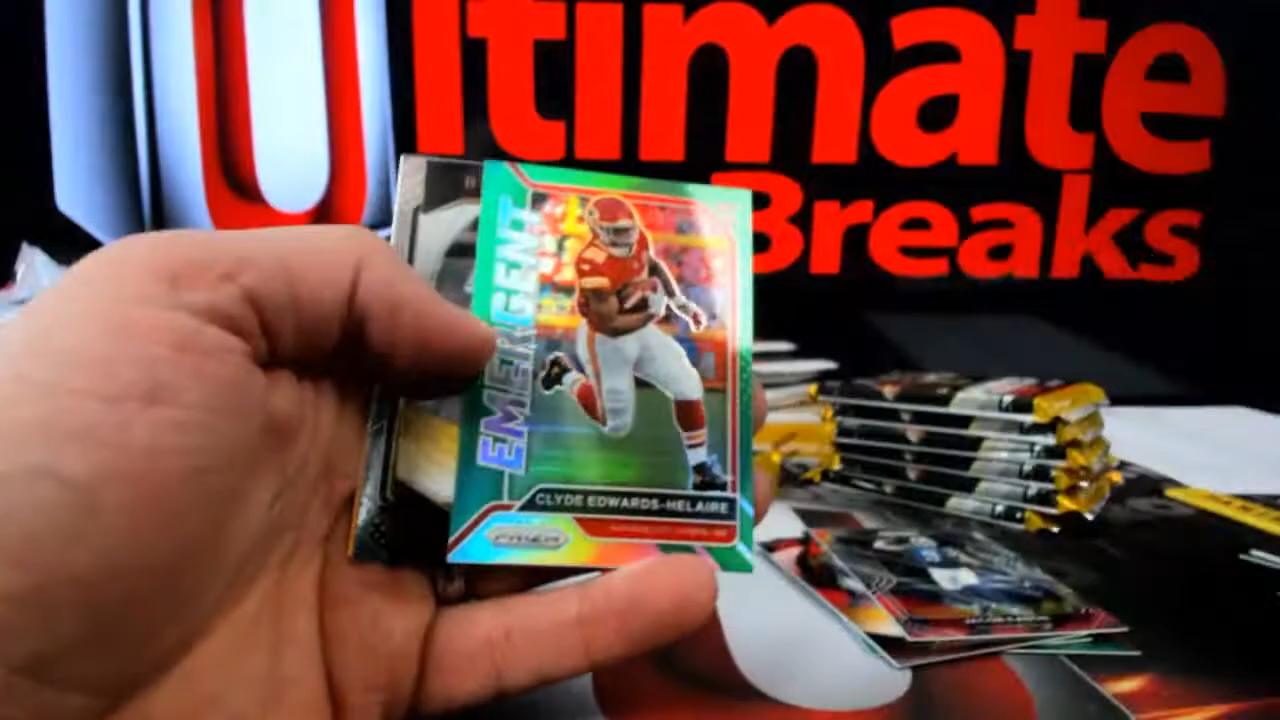 Ultimate
Breaks
EMERGENT
CLYDE EDWARDS-HELAIRE
PRIZM